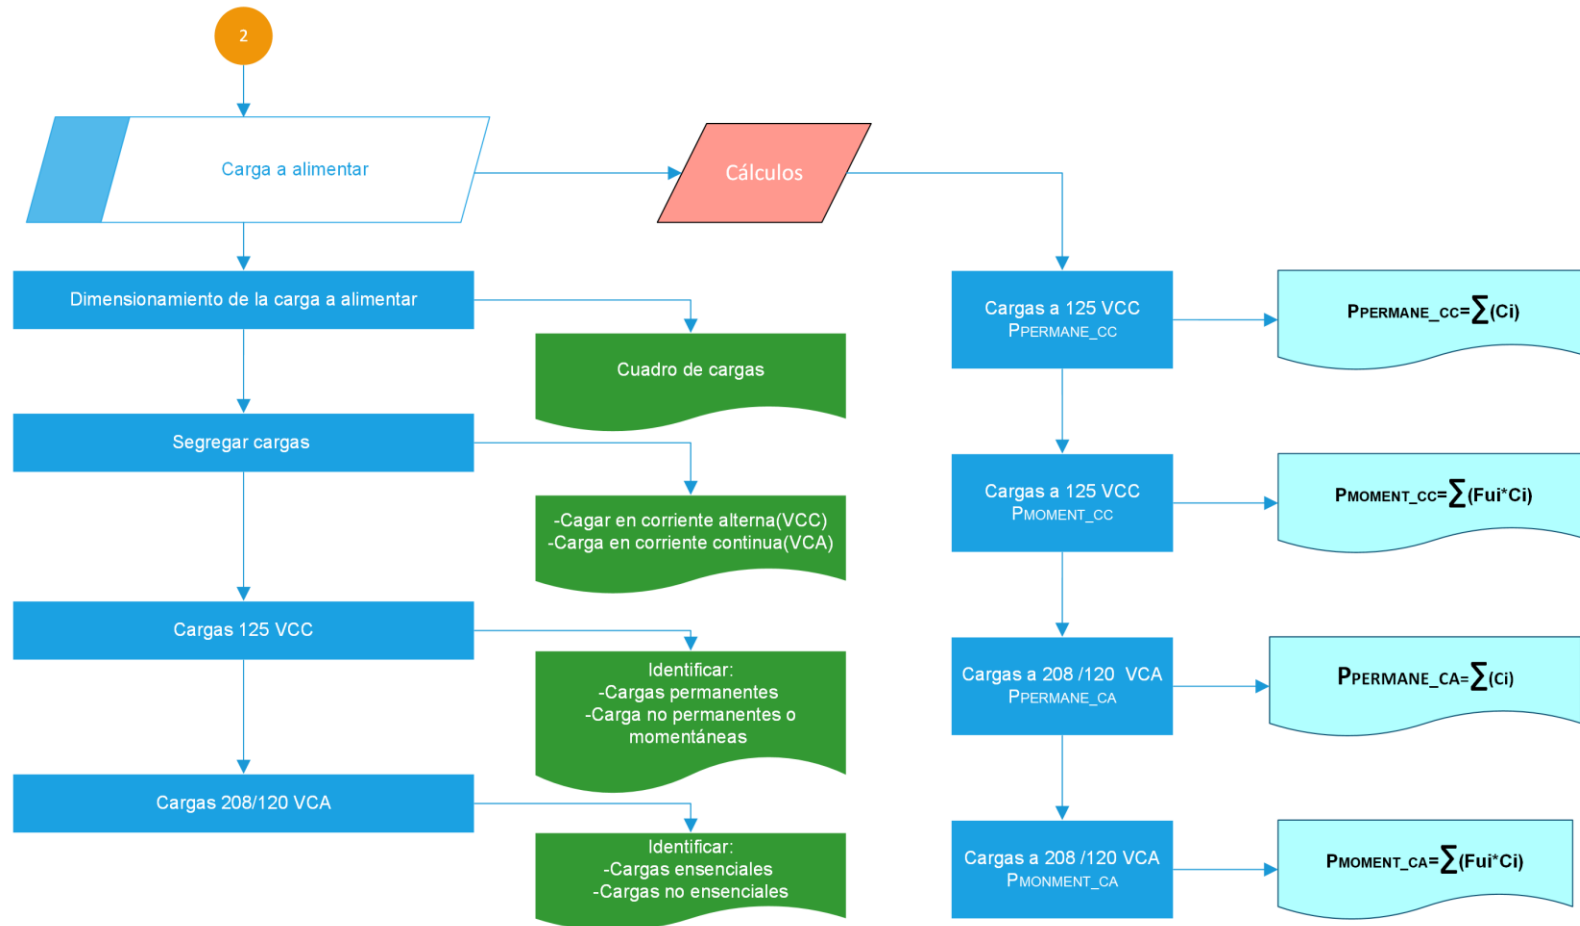 2
Carga a alimentar
Cálculos
Dimensionamiento de la carga a alimentar
Cuadro de cargas
Segregar cargas
-Cagar en corriente alterna(VCC)
-Carga en corriente continua(VCA)
Cargas 125 VCC
Identificar:
-Cargas permanentes
-Carga no permanentes o
momentáneas
Cargas 208/120 VCA
Identificar:
-Cargas ensenciales
-Cargas no ensenciales
Cargas a 125 VCC
PPERMANE_CC
PPERMANE_CC=∑(Ci)
Cargas a 125 VCC
PMOMENT_CC
PMOMENT_CC=∑(Fui*Ci)
Cargas a 208 /120 VCA
PPERMANE_CA
PPERMANE_CA=∑(Ci)
Cargas a 208 /120 VCA
PMONMENT_CA
PMOMENT_CA=∑(Fui*Ci)